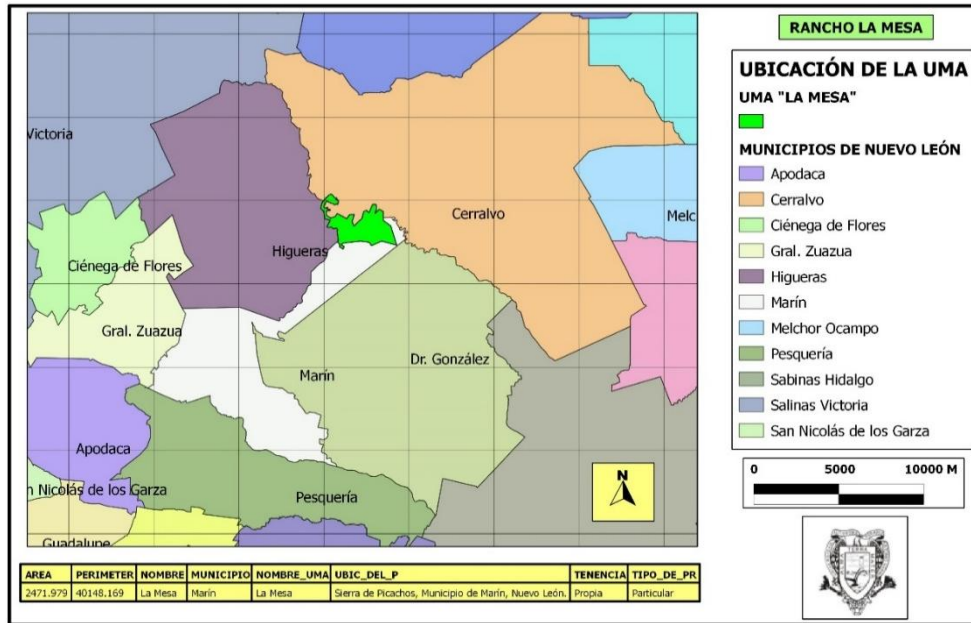 RANCHO LA MESA
UBICACIÓN DE LA UMA
UMA "LA MESA"
MUNICIPIOS DE NUEVO LEÓN
Apodaca
Cerralvo
Ciénega de Flores
Gral. Zuazua
Higueras
Marín
Melchor Ocampo
Pesquería
Sabinas Hidalgo
Salinas Victoria
San Nicolás de los Garza
0 5000 10000 M
Victoria
Cerralvo
Melc
Higueras
Ciénega de Flores
Gral. Zuazua
Dr. González
Marín
Apodaca
n Nicolás de los Garza
Pesquería
Guadalupe
N
AREA PERIMETER NOMBRE MUNICIPIO NOMBRE_UMA UBIC_DEL_P TENENCIA TIPO_DE_PR
2471.979 40148.169 La Mesa Marín La Mesa Sierra de Picachos, Municipio de Marín, Nuevo León. Propia Particular